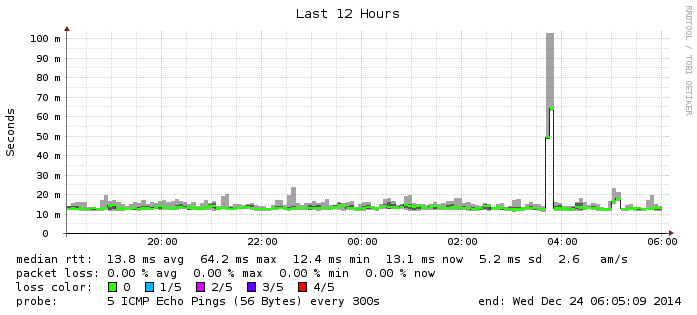 Last 12 Hours
RRDTOOL / TOBI OETIKER
Seconds
100 m
90 m
80 m
70 m
60 m
50 m
40 m
30 m
20 m
10 m
0
20:00 22:00 00:00 02:00 04:00 06:00
median rtt: 13.8 ms avg 64.2 ms max 12.4 ms min 13.1 ms now 5.2 ms sd 2.6 am/s
packet loss: 0.00 % avg 0.00 % max 0.00 % min 0.00 % now
loss color: 0 1/5 2/5 3/5 4/5
probe: 5 ICMP Echo Pings (56 Bytes) every 300s end: Wed Dec 24 06:05:09 2014